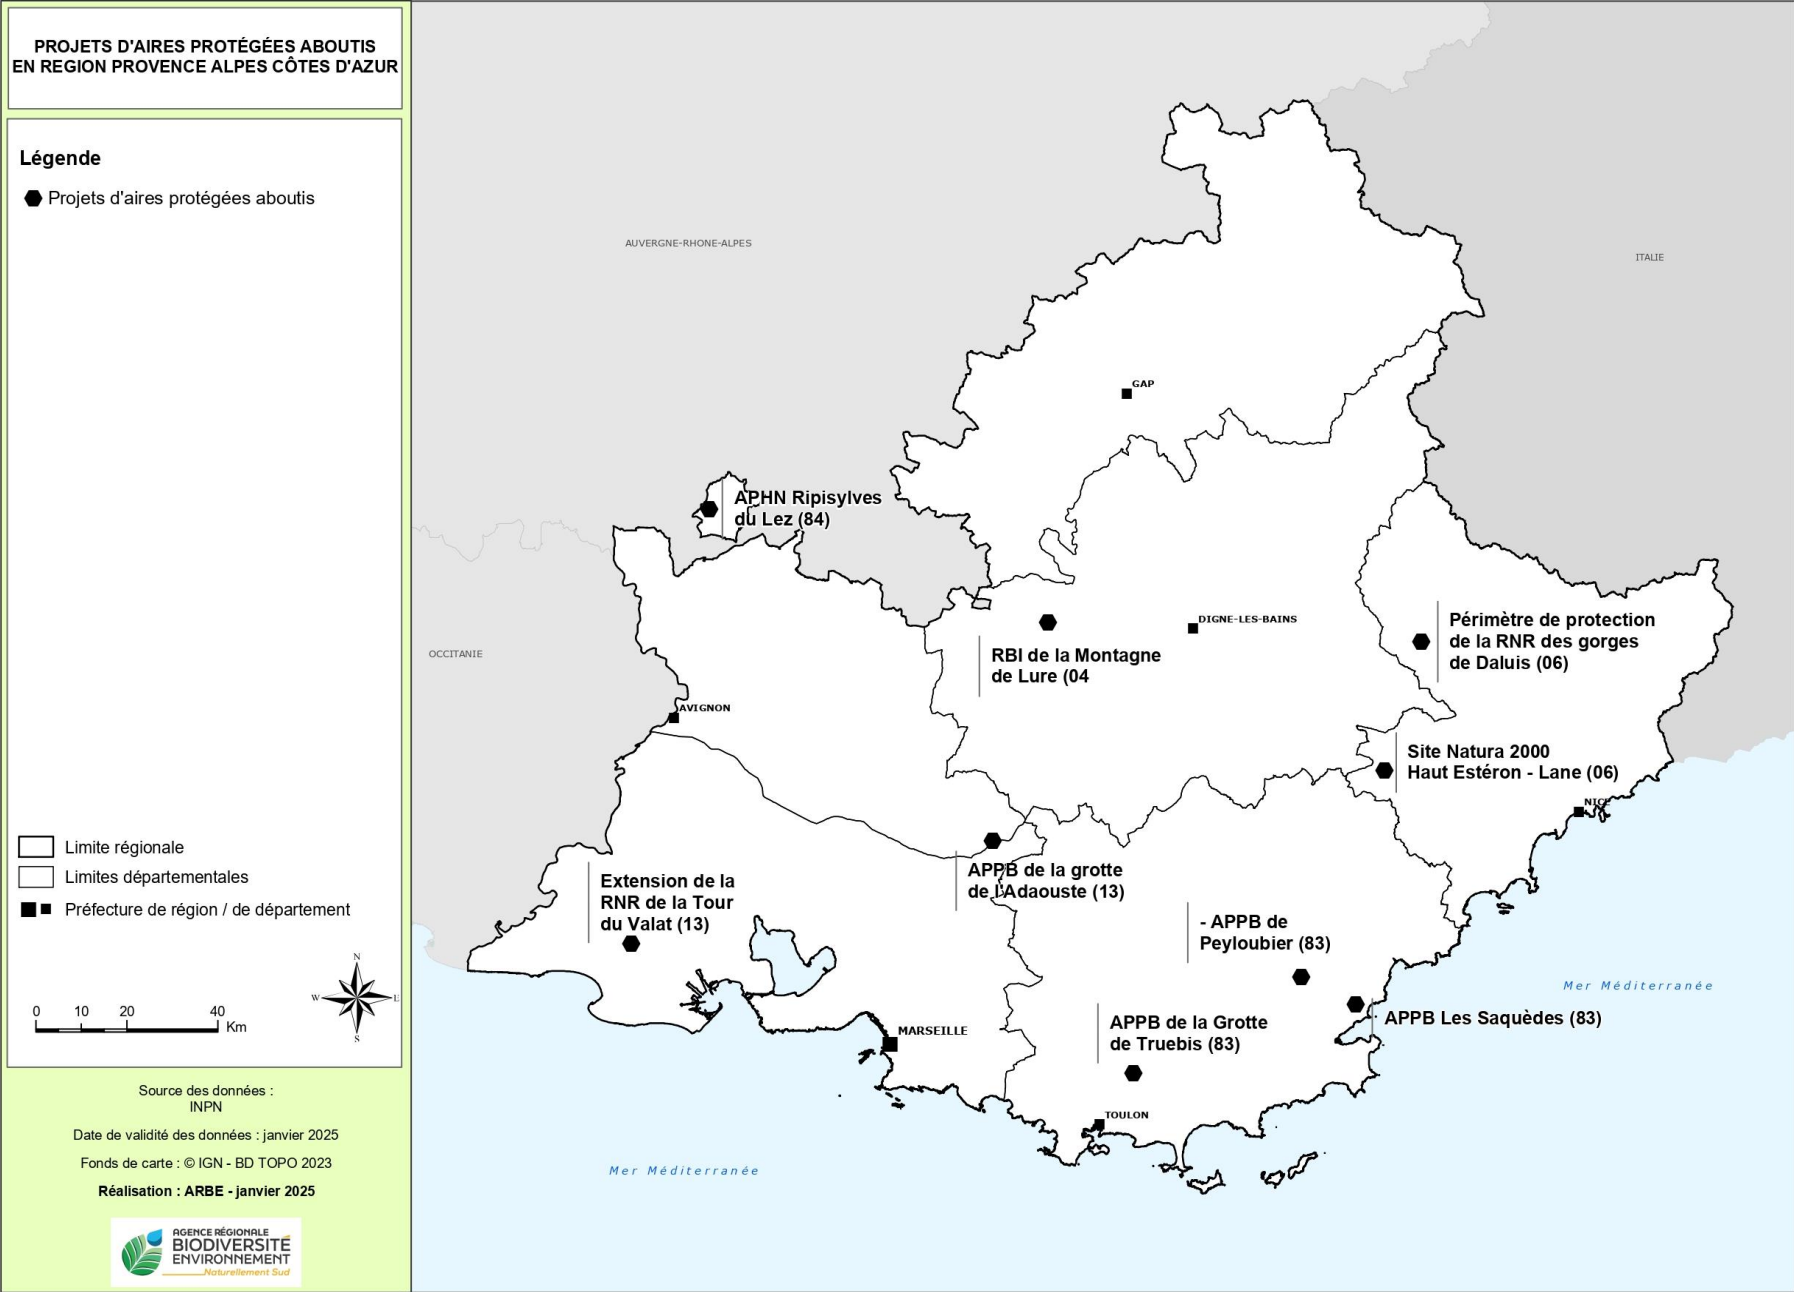 PROJETS D'AIRES PROTÉGÉES ABOUTIS
EN REGION PROVENCE ALPES CÔTES D'AZUR
Légende
Projets d'aires protégées aboutis
Limite régionale
Limites départementales
Préfecture de région / de département
N
W
E
S
0 10 20 40
Km
Source des données :
INPN
Date de validité des données : janvier 2025
Fonds de carte : © IGN - BD TOPO 2023
Réalisation : ARBE - janvier 2025
AGENCE RÉGIONALE
BIODIVERSITÉ
ENVIRONNEMENT
Naturellement Sud
AUVERGNE-RHONE-ALPES
ITALIE
GAP
APHN Ripisylves
du Lez (84)
DIGNE-LES-BAINS
Périmètre de protection
de la RNR des gorges
de Daluis (06)
OCCITANIE
RBI de la Montagne
de Lure (04
AVIGNON
Site Natura 2000
Haut Estéron - Lane (06)
NICE
APPB de la grotte
de l'Adaouste (13)
Extension de la
RNR de la Tour
du Valat (13)
- APPB de
Peyloubier (83)
Mer Méditerranée
APPB Les Saquèdes (83)
APPB de la Grotte
de Truebis (83)
MARSEILLE
TOULON
Mer Méditerranée